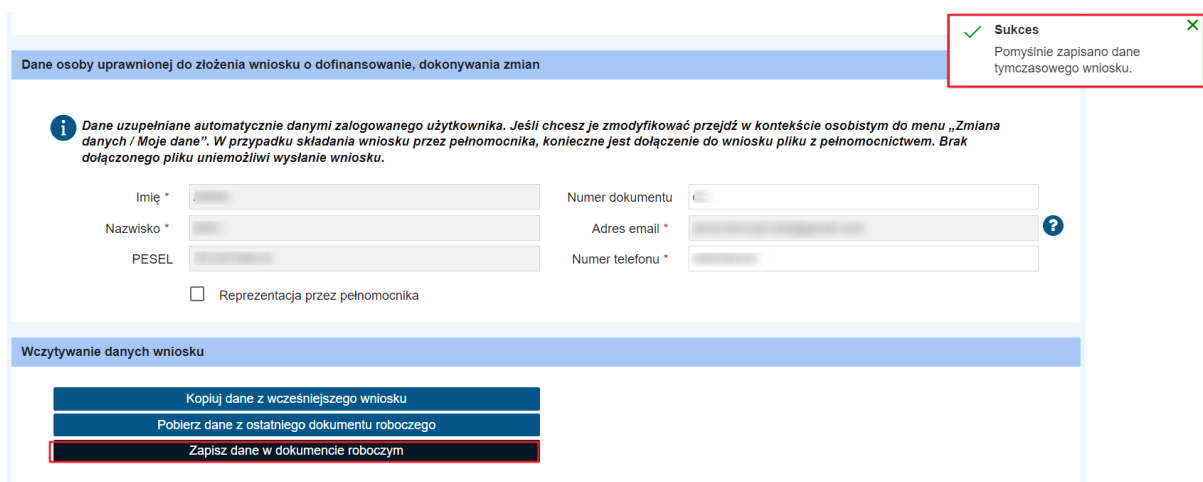 Sukces
Pomyślnie zapisano dane
tymczasowego wniosku.
Dane osoby uprawnionej do złożenia wniosku o dofinansowanie, dokonywania zmian
Dane uzupełniane automatycznie danymi zalogowanego użytkownika. Jeśli chcesz je zmodyfikować przejdź w kontekście osobistym do menu „Zmiana
danych / Moje dane”. W przypadku składania wniosku przez pełnomocnika, konieczne jest dołączenie do wniosku pliku z pełnomocnictwem. Brak
dołączonego pliku uniemożliwi wysłanie wniosku.
Imię * Numer dokumentu
Nazwisko * Adres email *
PESEL Numer telefonu *
Reprezentacja przez pełnomocnika
Wczytywanie danych wniosku
Kopiuj dane z wcześniejszego wniosku
Pobierz dane z ostatniego dokumentu roboczego
Zapisz dane w dokumencie roboczym